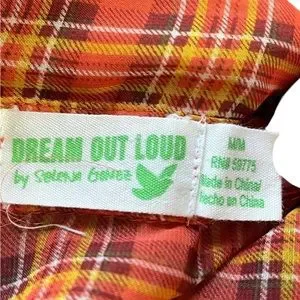 DREAM OUT LOUD
by Selena Gomez
M/M
RN# 59775
Made in China/
Hecho en China